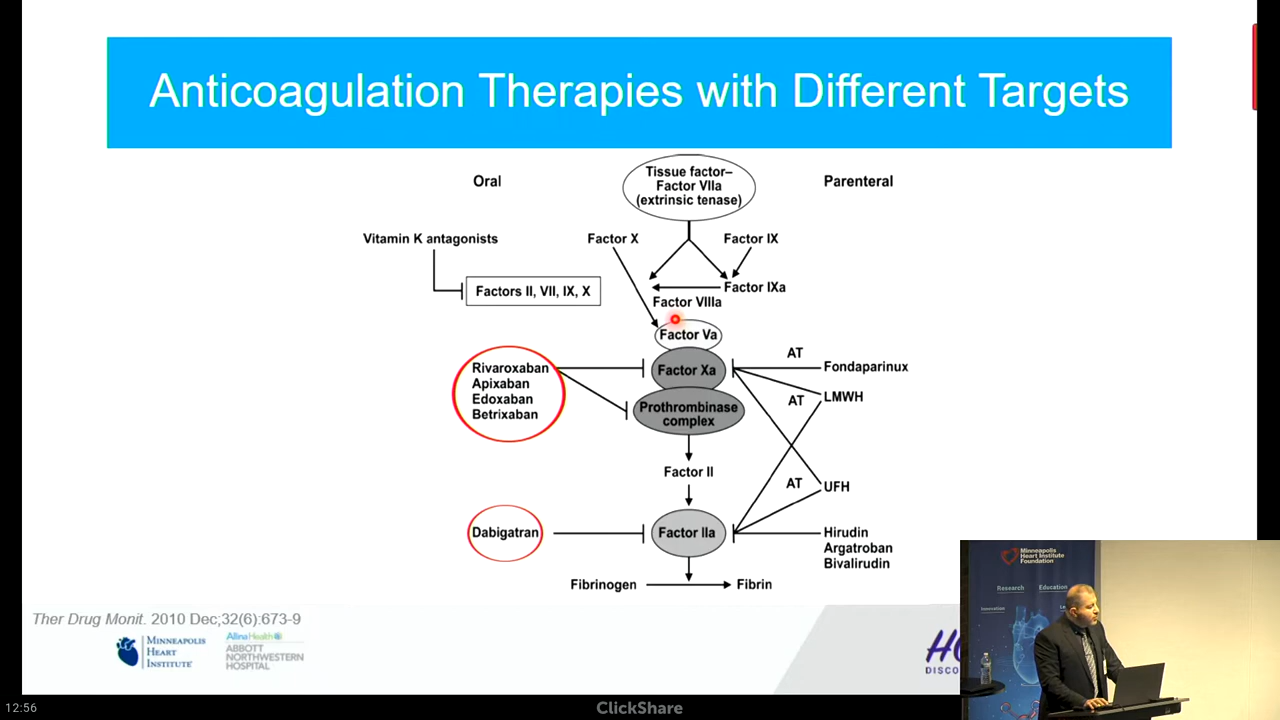 Anticoagulation Therapies with Different Targets
Oral
Tissue factor–
Factor VIIa
(extrinsic tenase)
Parenteral
Vitamin K antagonists
Factor X
Factor IX
Factors II, VII, IX, X
Factor IXa
Factor VIIIa
Factor Va
Rivaroxaban
Apixaban
Edoxaban
Betrixaban
Factor Xa
AT
Fondaparinux
AT
LMWH
Prothrombinase
complex
Factor II
AT
UFH
Dabigatran
Factor IIa
Hirudin
Argatroban
Bivalirudin
Fibrinogen
Fibrin
Ther Drug Monit. 2010 Dec;32(6):673-9
MINNEAPOLIS
HEART
INSTITUTE
AllinaHealth
ABBOTT
NORTHWESTERN
HOSPITAL
DISCO
Minneapolis
Heart Institute
Foundation
Research
Education
Innovation
12:56
ClickShare